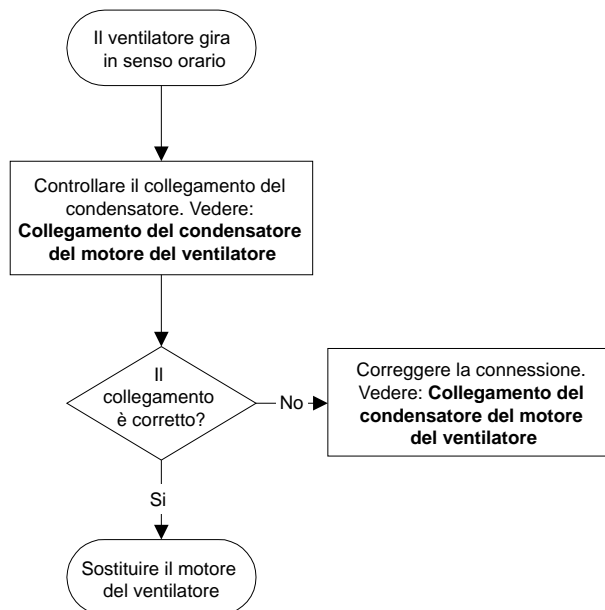 Il ventilatore gira
in senso orario
Controllare il collegamento del
condensatore. Vedere:
Collegamento del condensatore
del motore del ventilatore
Il
collegamento
è corretto?
No
Correggere la connessione.
Vedere: Collegamento del
condensatore del motore
del ventilatore
Si
Sostituire il motore
del ventilatore